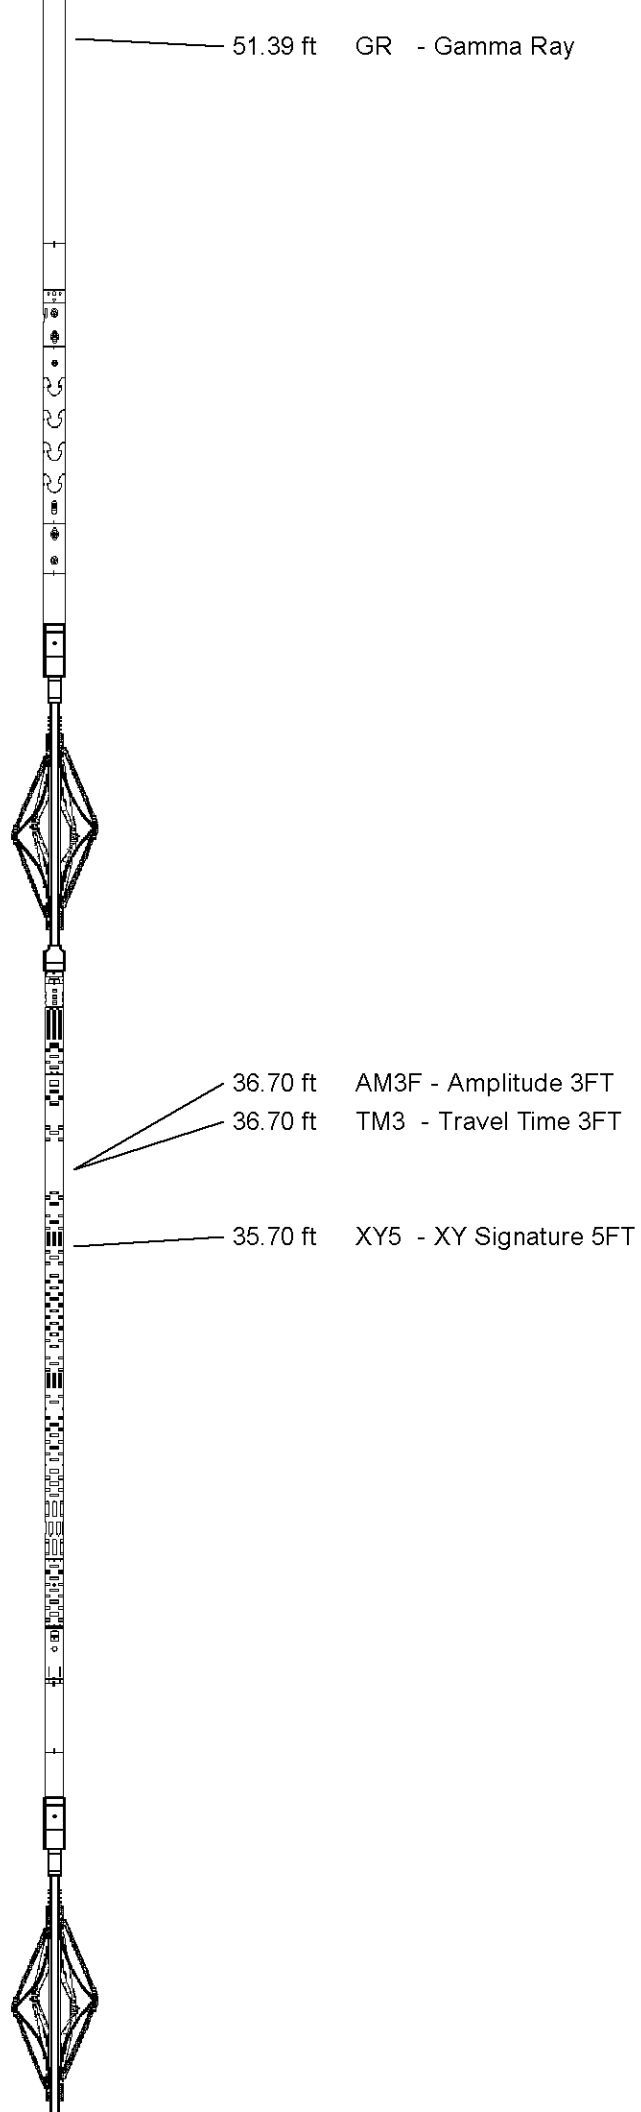 51.39 ft GR - Gamma Ray
36.70 ft AM3F - Amplitude 3FT
36.70 ft TM3 - Travel Time 3FT
35.70 ft XY5 - XY Signature 5FT